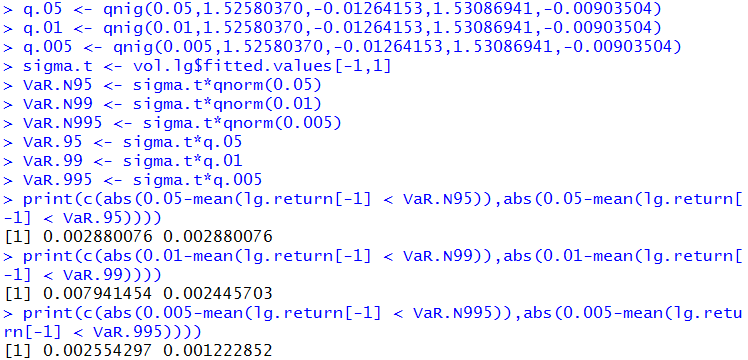 > q.05 <- qnig(0.05,1.52580370,-0.01264153,1.53086941,-0.00903504)
> q.01 <- qnig(0.01,1.52580370,-0.01264153,1.53086941,-0.00903504)
> q.005 <- qnig(0.005,1.52580370,-0.01264153,1.53086941,-0.00903504)
> sigma.t <- vol.lg$fitted.values[-1,1]
> VaR.N95 <- sigma.t*qnorm(0.05)
> VaR.N99 <- sigma.t*qnorm(0.01)
> VaR.N995 <- sigma.t*qnorm(0.005)
> VaR.95 <- sigma.t*q.05
> VaR.99 <- sigma.t*q.01
> VaR.995 <- sigma.t*q.005
> print(c(abs(0.05-mean(lg.return[-1] < VaR.N95)),abs(0.05-mean(lg.return[
-1] < VaR.95))))
[1] 0.002880076 0.002880076
> print(c(abs(0.01-mean(lg.return[-1] < VaR.N99)),abs(0.01-mean(lg.return[
-1] < VaR.99))))
[1] 0.007941454 0.002445703
> print(c(abs(0.005-mean(lg.return[-1] < VaR.N995)),abs(0.005-mean(lg.retu
rn[-1] < VaR.995))))
[1] 0.002554297 0.001222852